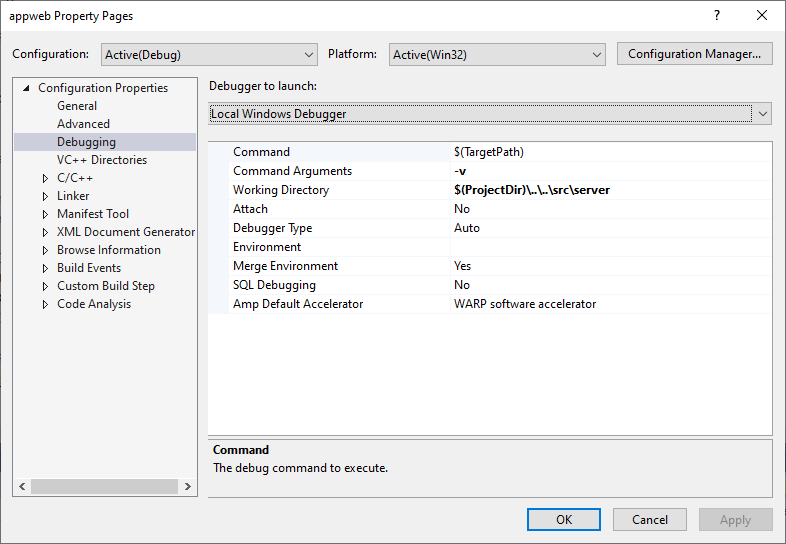 appweb Property Pages
?
Configuration: Active(Debug) Platform: Active(Win32) Configuration Manager...
Configuration Properties
General
Advanced
Debugging
VC++ Directories
C/C++
Linker
Manifest Tool
XML Document Generator
Browse Information
Build Events
Custom Build Step
Code Analysis
Debugger to launch:
Local Windows Debugger
Command $(TargetPath)
Command Arguments -v
Working Directory $(ProjectDir)\..\..\src\server
Attach No
Debugger Type Auto
Environment
Merge Environment Yes
SQL Debugging No
Amp Default Accelerator WARP software accelerator
Command
The debug command to execute.
OK Cancel Apply